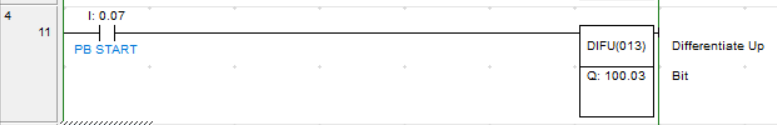 4
I: 0.07
11
PB START
DIFU(013)
Differentiate Up
Q: 100.03
Bit